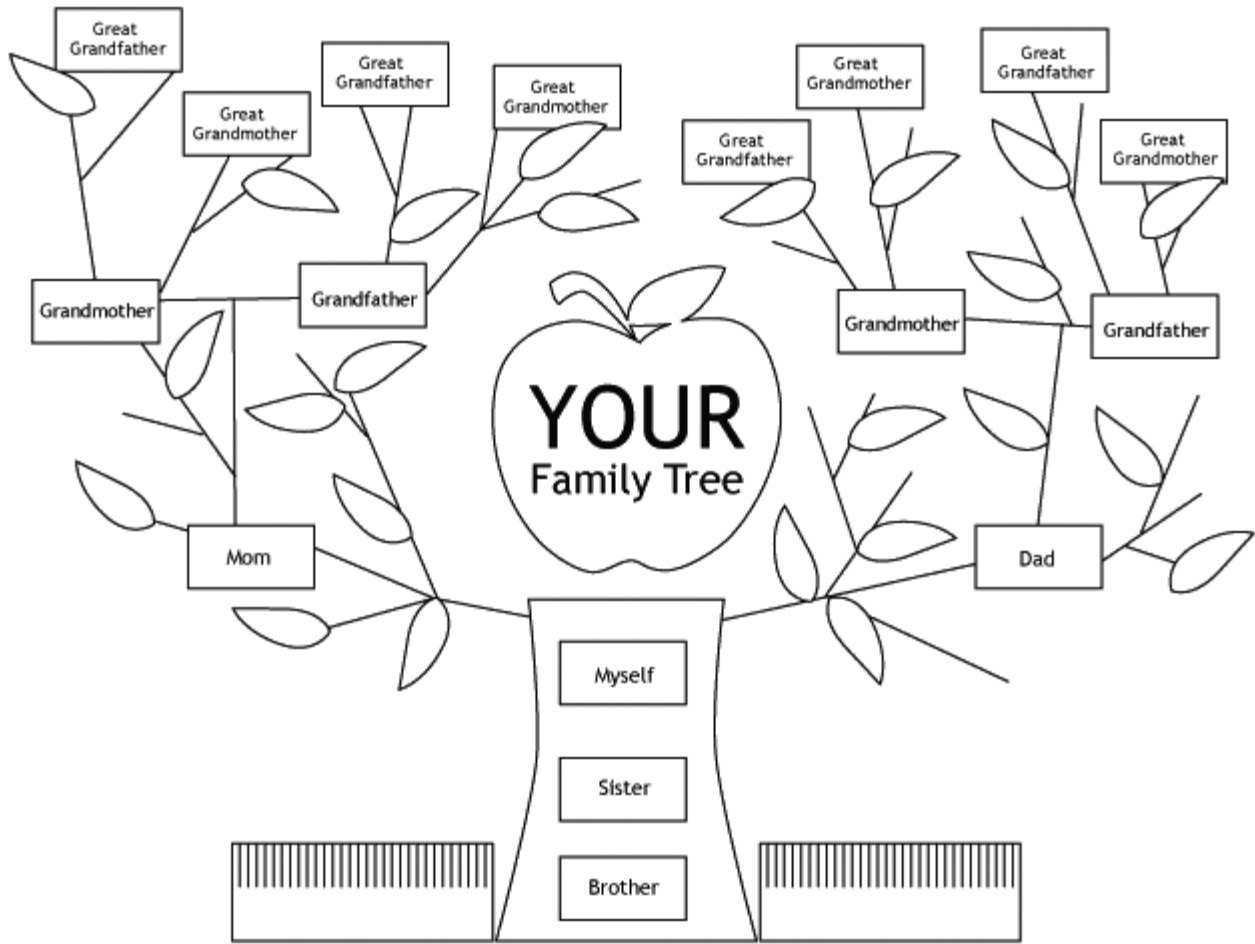 Great
Grandfather
Great
Grandmother
Great
Grandfather
Great
Grandmother
Great
Grandmother
Great
Grandfather
Great
Grandfather
Great
Grandmother
Grandmother
Grandfather
Grandmother
Grandfather
YOUR
Family Tree
Mom
Dad
Myself
Sister
Brother